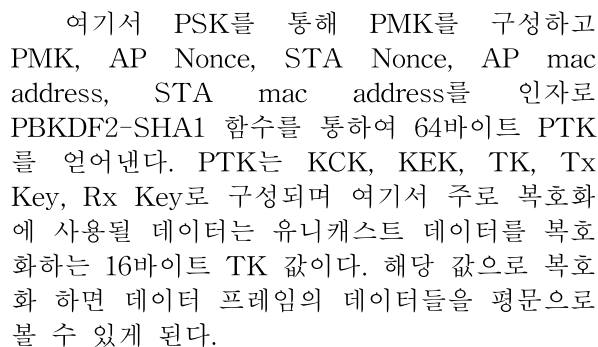 여기서 PSK를 통해 PMK를 구성하고
PMK, AP Nonce, STA Nonce, AP mac
address, STA mac address를 인자로
PBKDF2-SHA1 함수를 통하여 64바이트 PTK
를 얻어낸다. PTK는 KCK, KEK, TK, Tx
Key, Rx Key로 구성되며 여기서 주로 복호화
에 사용될 데이터는 유니캐스트 데이터를 복호
화하는 16바이트 TK 값이다. 해당 값으로 복호
화 하면 데이터 프레임의 데이터들을 평문으로
볼 수 있게 된다.